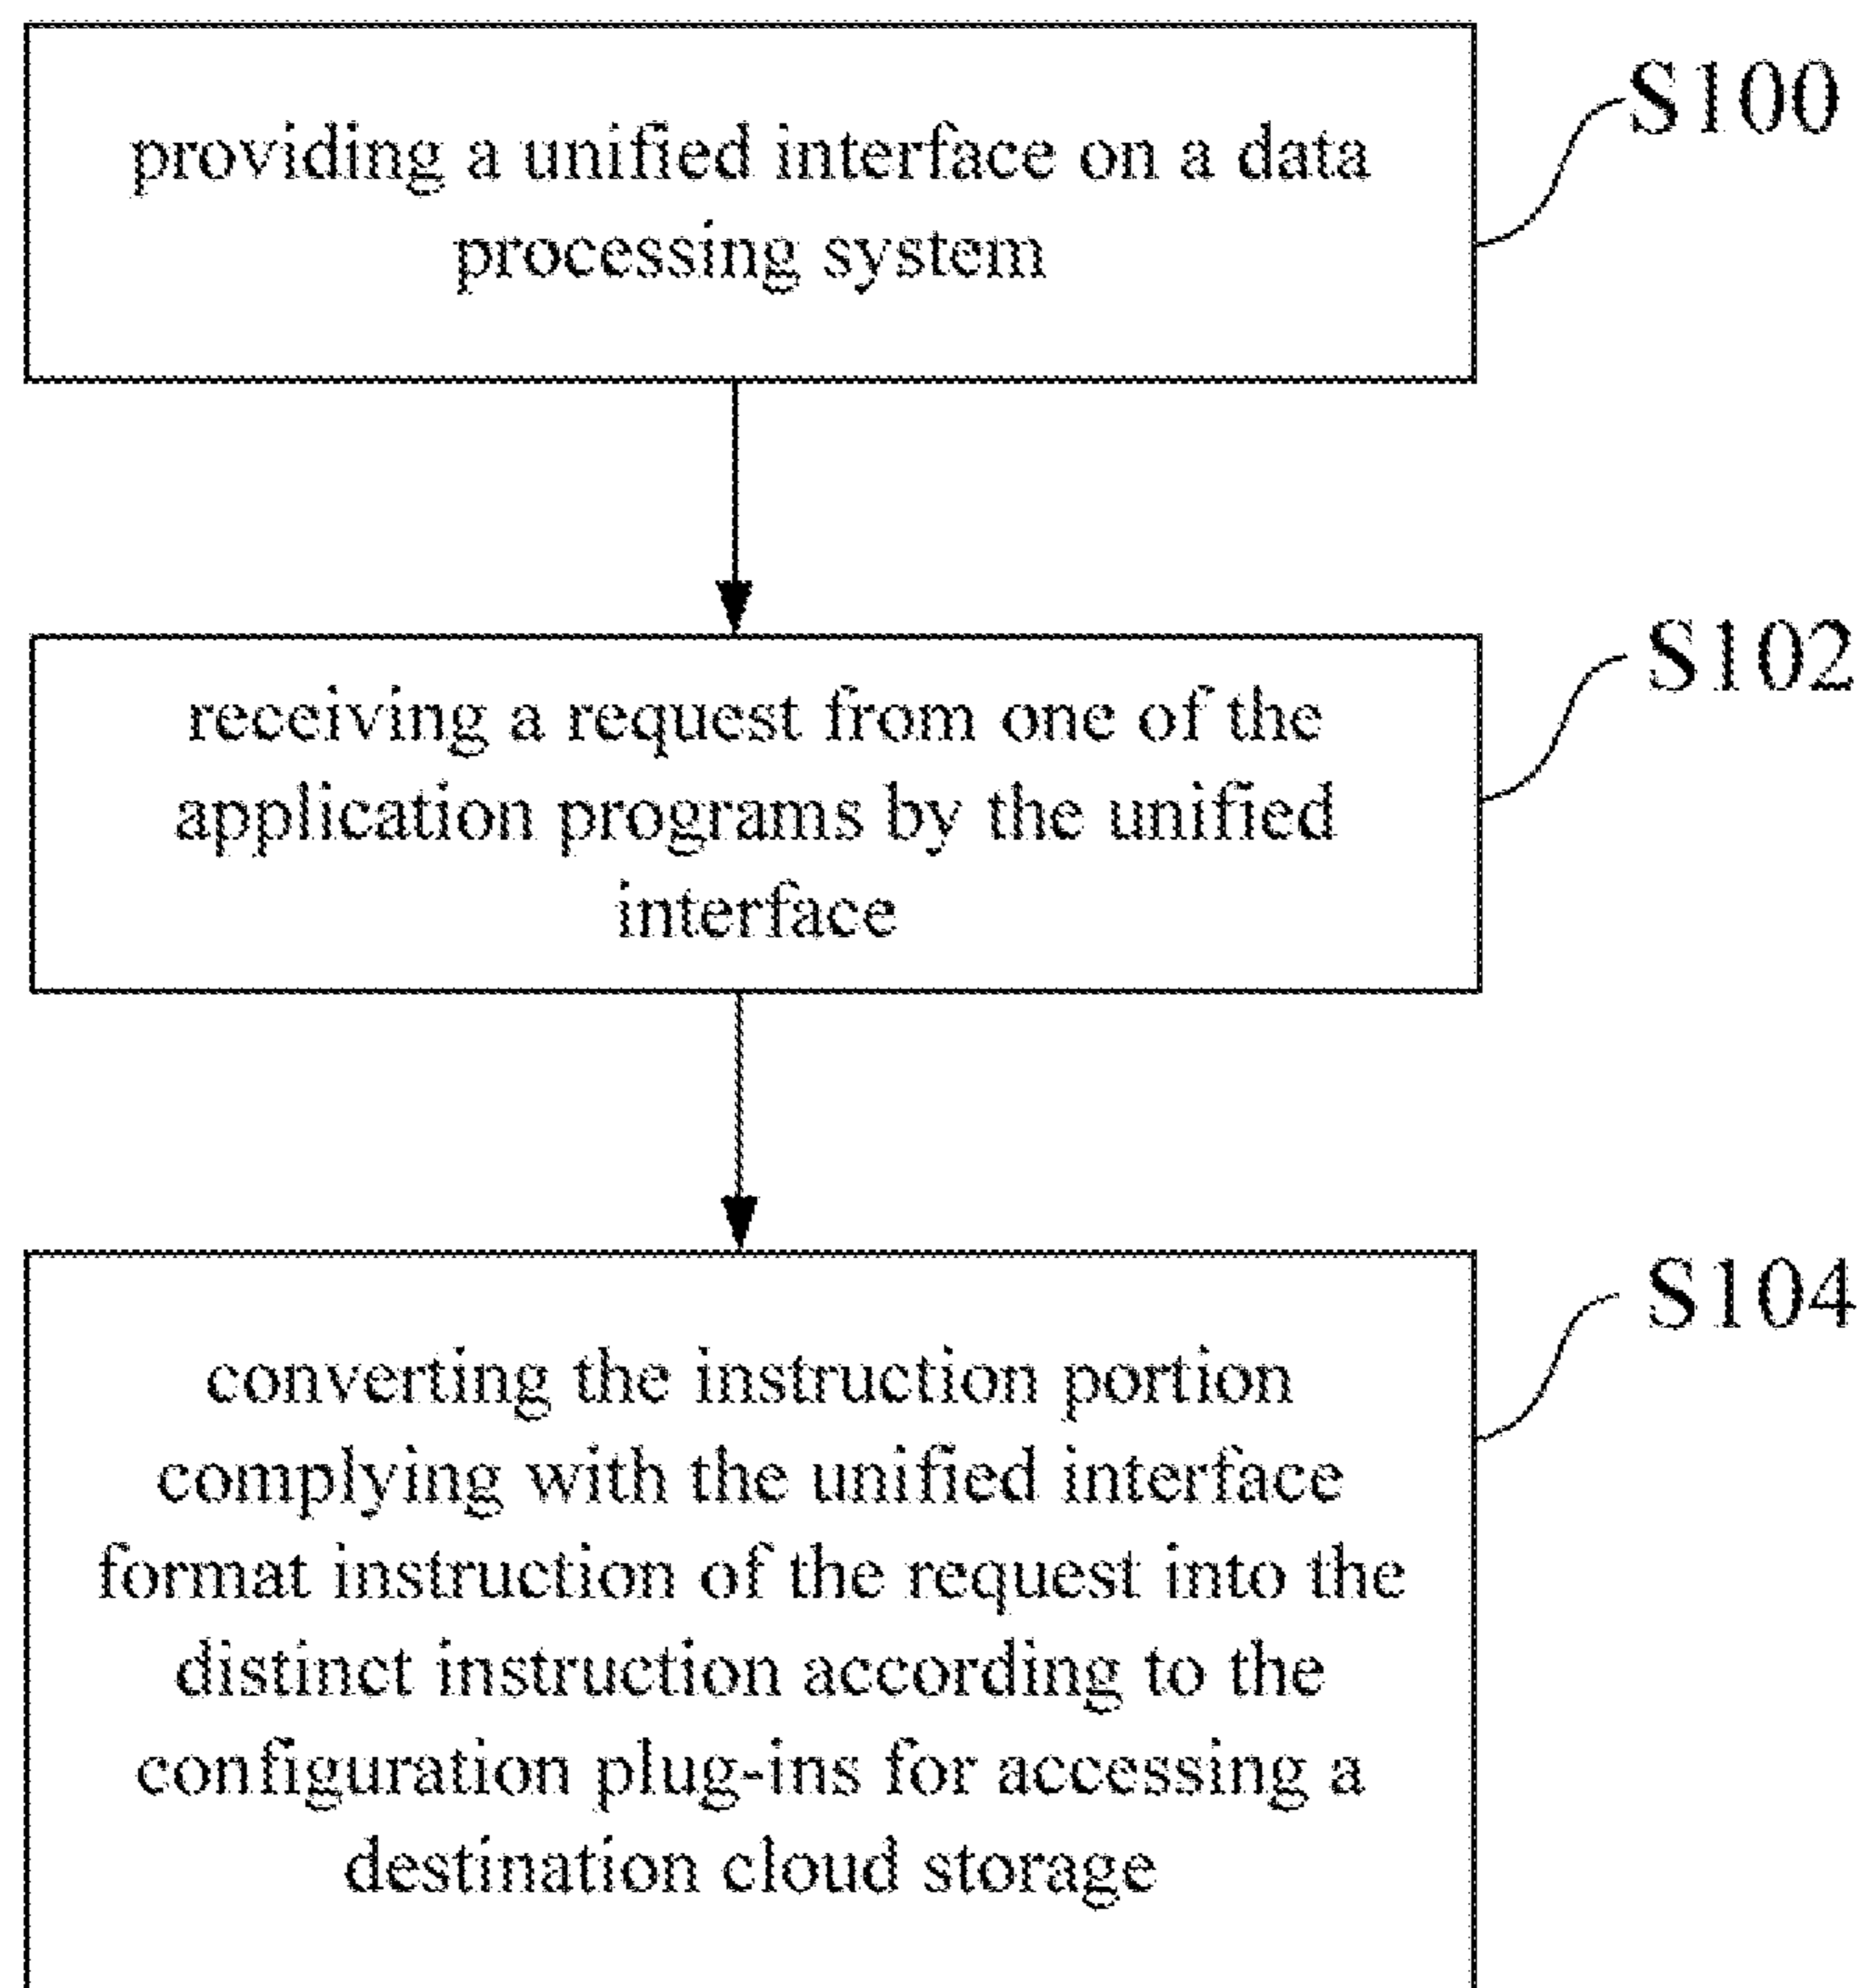 S100
providing a unified interface on a data
processing system
S102
receiving a request from one of the
application programs by the unified
interface
S104
converting the instruction portion
complying with the unified interface
format instruction of the request into the
distinct instruction according to the
configuration plug-ins for accessing a
destination cloud storage